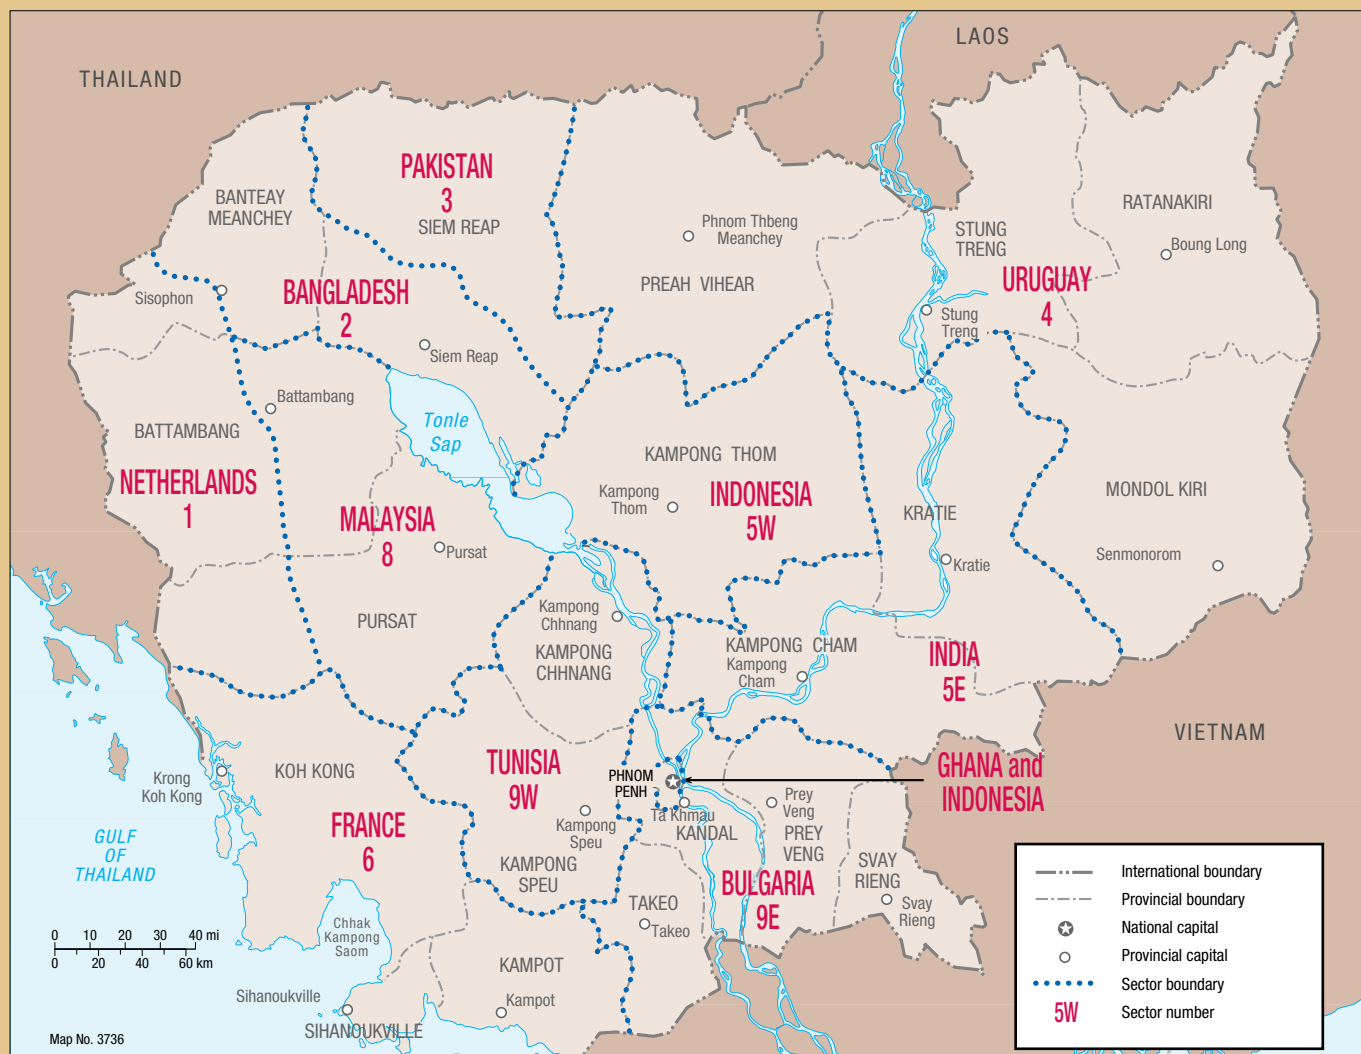 LAOS
THAILAND
PAKISTAN
3
SIEM REAP
BANTEAY
MEANCHEY
RATANAKIRI
Phnom Thbeng
Meanchey
STUNG
TRENG
Boung Long
PREAH VIHEAR
URUGUAY
4
Sisophon
BANGLADESH
2
Stung
Treng
Siem Reap
Battambang
Tonle
Sap
BATTAMBANG
KAMPONG THOM
NETHERLANDS
1
Kampong
Thom
INDONESIA
5W
MONDOL KIRI
KRATIE
MALAYSIA
8
Pursat
Senmonorom
Kratie
Kampong
Chhnang
PURSAT
KAMPONG
CHHNANG
KAMPONG CHAM
Kampong
Cham
INDIA
5E
VIETNAM
KOH KONG
Krong
Koh Kong
TUNISIA
9W
PHNOM
PENH
GHANA and
INDONESIA
Prey
Veng
Ta Khmau
KANDAL
Kampong
Speu
PREY
VENG
FRANCE
6
GULF
OF
THAILAND
KAMPONG
SPEU
SVAY
RIENG
BULGARIA
9E
Svay
Rieng
TAKEO
Takeo
Chhak
Kampong
Saom
0 10 20 30 40 mi
0 20 40 60 km
KAMPOT
Kampot
Sihanoukville
SIHANOUKVILLE
Map No. 3736
International boundary
Provincial boundary
National capital
Provincial capital
Sector boundary
5W Sector number